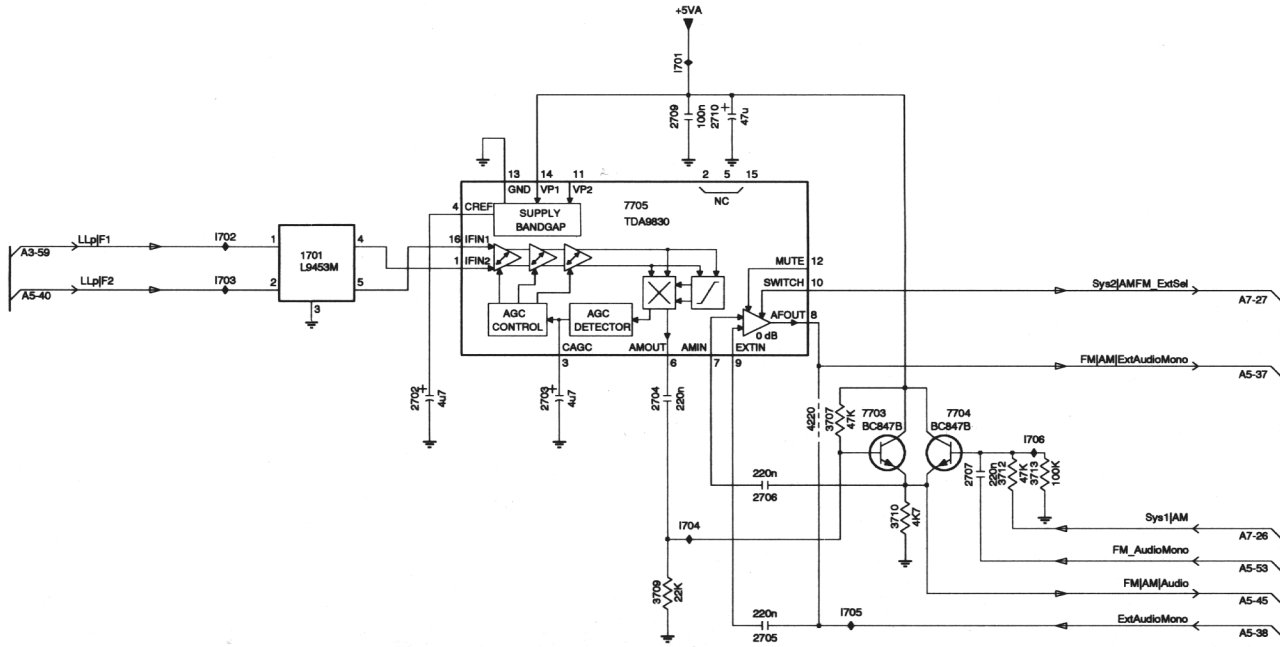 +5VA
I701
2709
100n
2710
+
47u
13
14
11
2
5
15
GND
VP1
VP2
NC
4
CREF
SUPPLY
BANDGAP
7705
TDA9830
LLp|F1
I702
1
1701
L9453M
4
16
IFIN1
A3-59
1
IFIN2
MUTE
12
LLp|F2
I703
2
5
SWITCH
10
Sys2|AMFM_ExtSel
A5-40
A7-27
3
AGC
CONTROL
AGC
DETECTOR
AFOUT
8
0 dB
CAGC
AMOUT
AMIN
EXTIN
3
6
7
9
FM|AM|ExtAudioMono
A5-37
2702
+
4u7
2703
+
4u7
2704
220n
4220
3707
47K
7703
BC847B
7704
BC847B
I706
2707
220n
3712
47K
3713
100K
220n
2706
3710
4K7
I704
Sys1|AM
A7-26
FM_AudioMono
A5-53
3709
22K
FM|AM|Audio
A5-45
220n
2705
I705
ExtAudioMono
A5-38